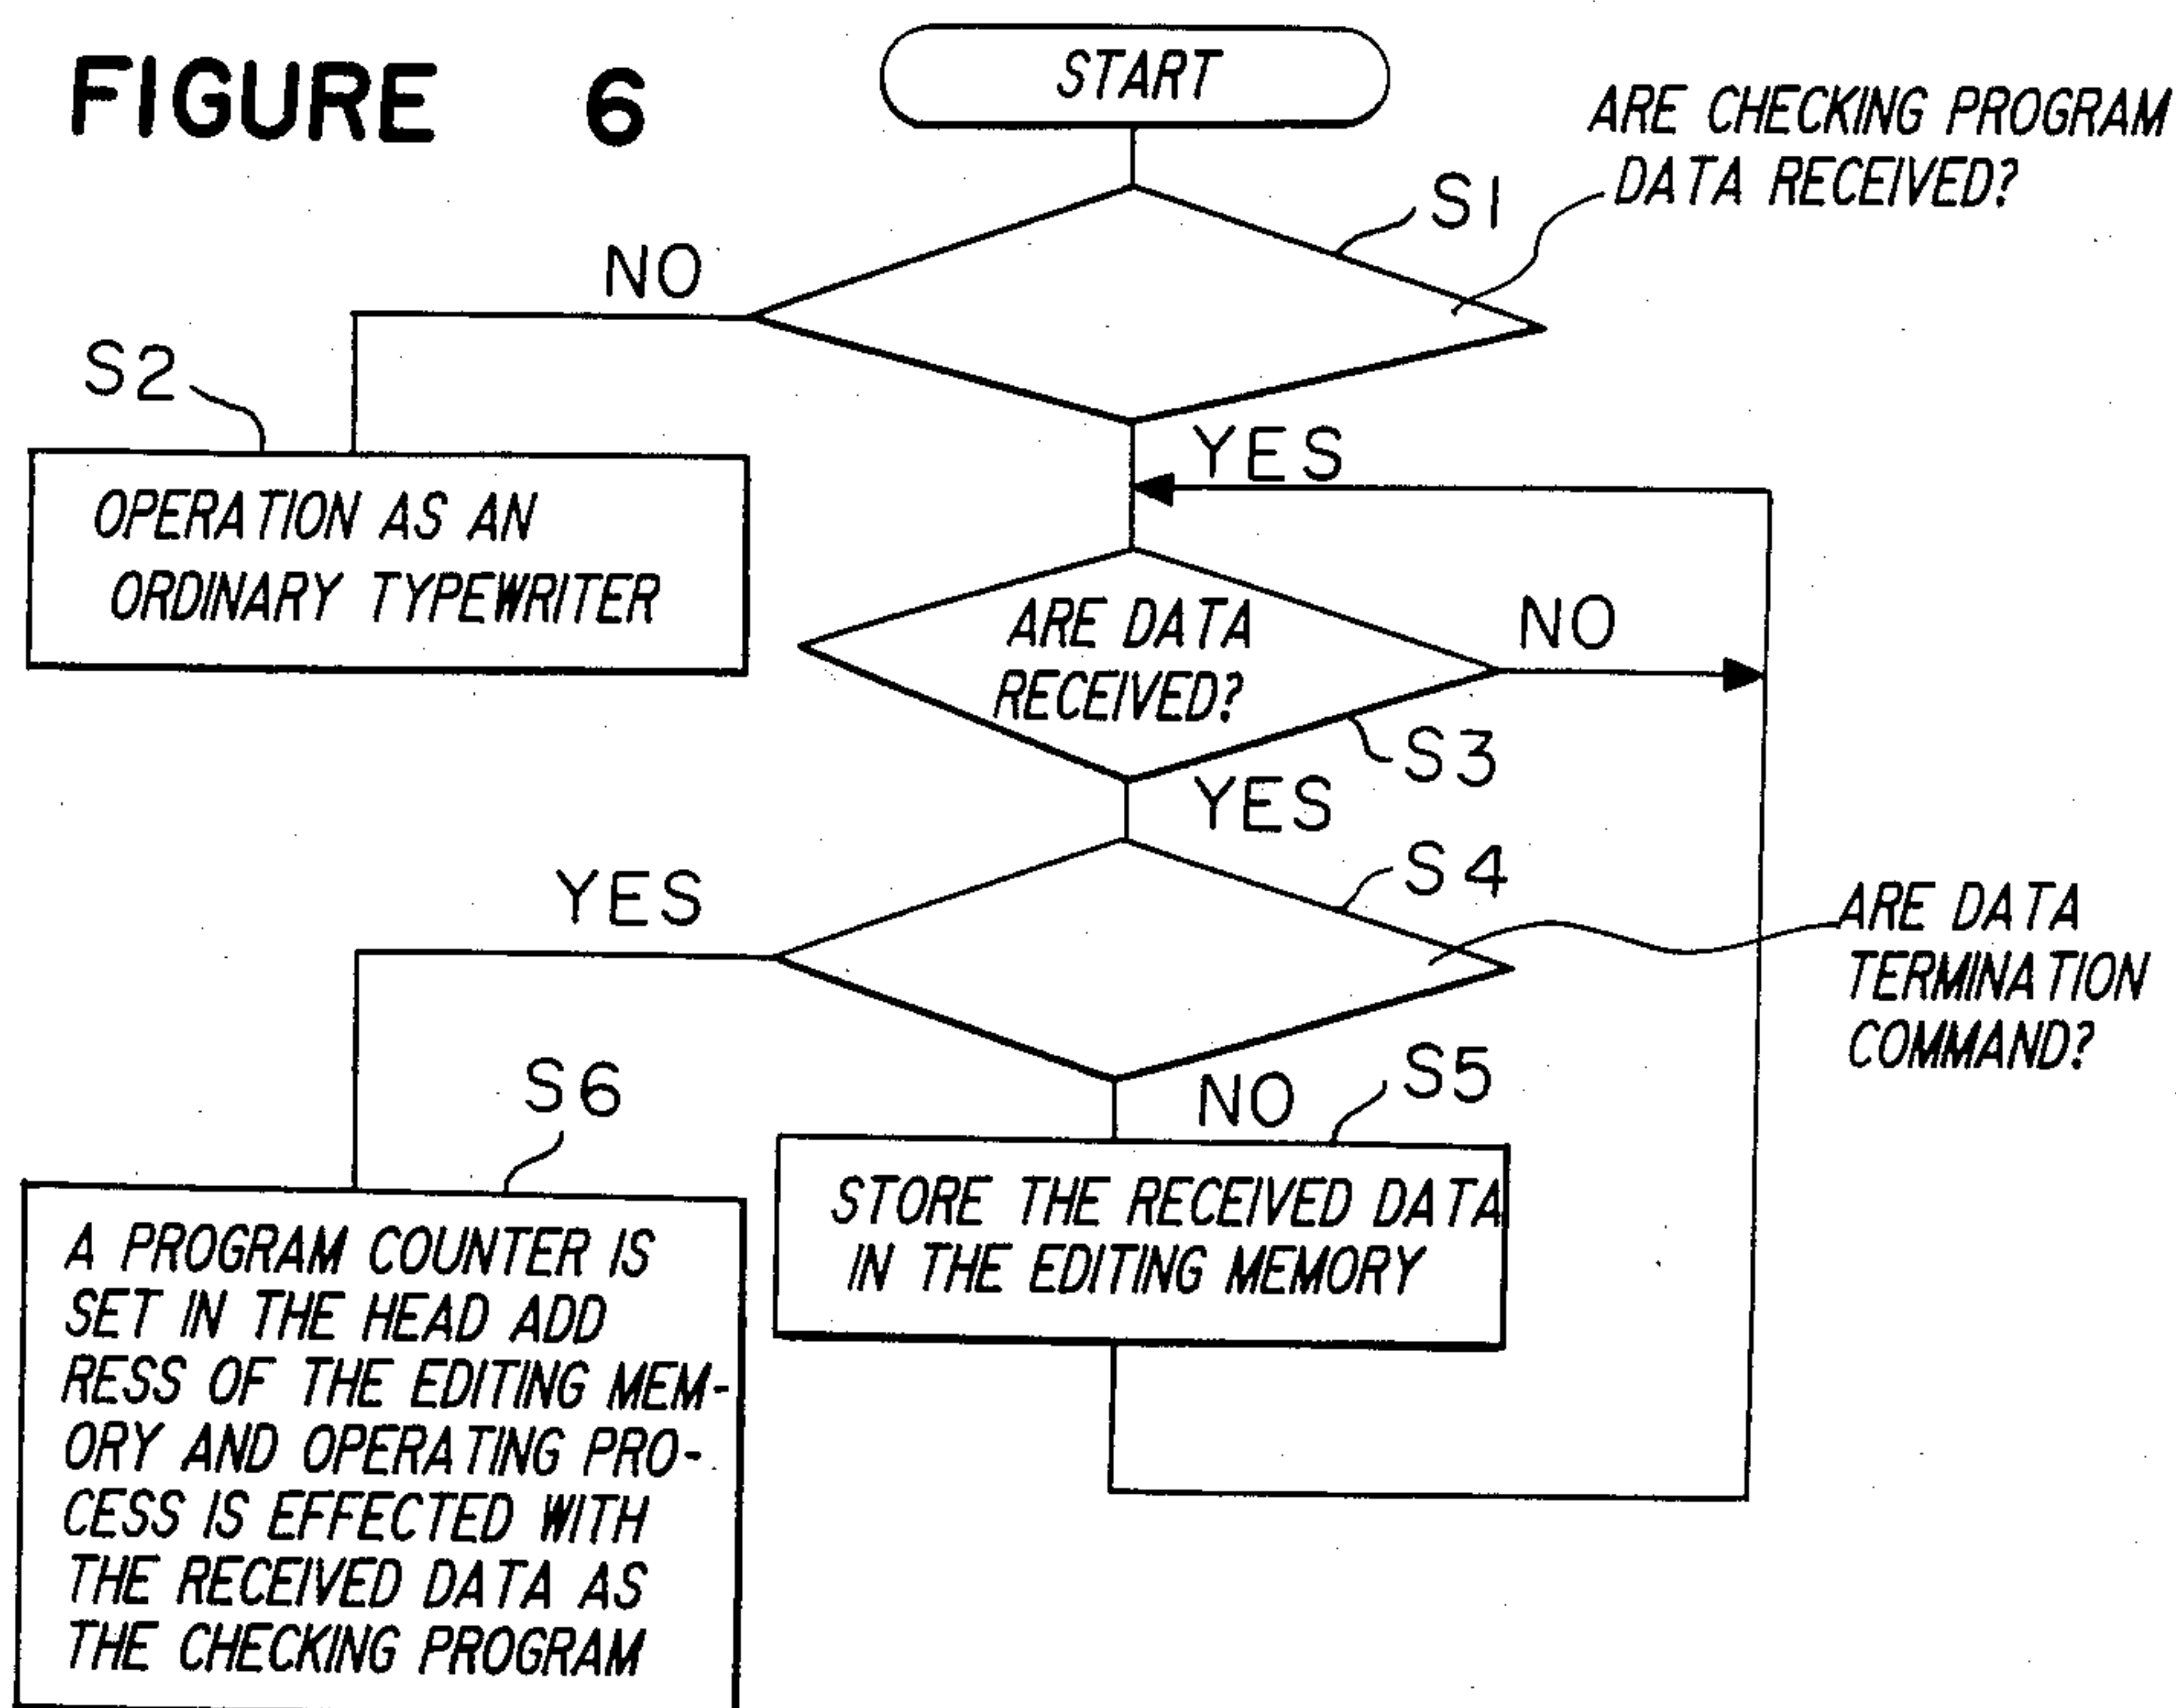 FIGURE 6
START
ARE CHECKING PROGRAM
DATA RECEIVED?
S1
NO
S2
YES
OPERATION AS AN
ORDINARY TYPEWRITER
ARE DATA
RECEIVED?
NO
S3
YES
S4
YES
ARE DATA
TERMINATION
COMMAND?
S6
NO
S5
STORE THE RECEIVED DATA
IN THE EDITING MEMORY
A PROGRAM COUNTER IS
SET IN THE HEAD ADD
RESS OF THE EDITING MEM-
ORY AND OPERATING PRO-
CESS IS EFFECTED WITH
THE RECEIVED DATA AS
THE CHECKING PROGRAM